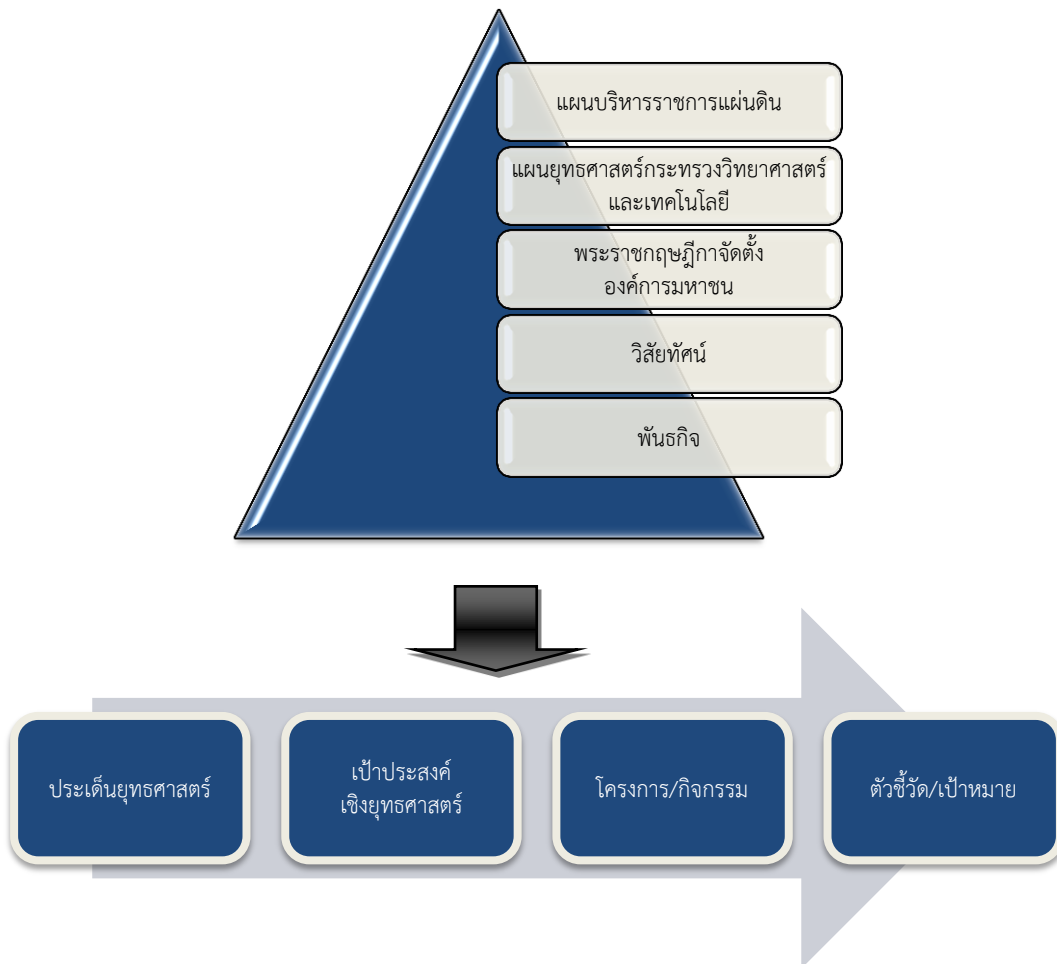 แผนบริหารราชการแผ่นดิน
แผนยุทธศาสตร์กระทรวงวิทยาศาสตร์
และเทคโนโลยี
พระราชกฤษฎีกาจัดตั้ง
องค์การมหาชน
วิสัยทัศน์
พันธกิจ
ประเด็นยุทธศาสตร์
เป้าประสงค์
เชิงยุทธศาสตร์
โครงการ/กิจกรรม
ตัวชี้วัด/เป้าหมาย